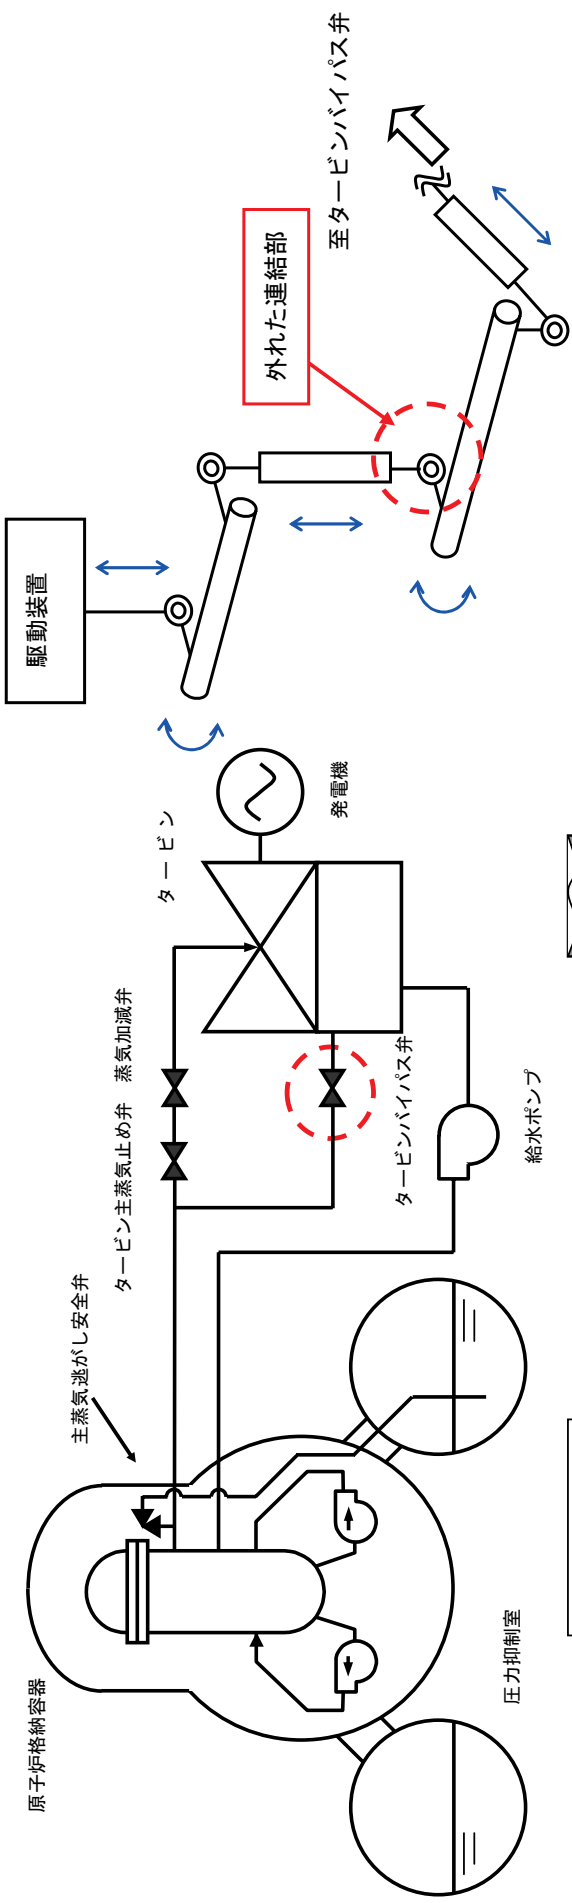 原子炉格納容器
主蒸気逃がし安全弁
タービン主蒸気止め弁
蒸気加減弁
タービン
発電機
タービンバイパス弁
給水ポンプ
圧力抑制室
駆動装置
外れた連結部
至タービンバイパス弁